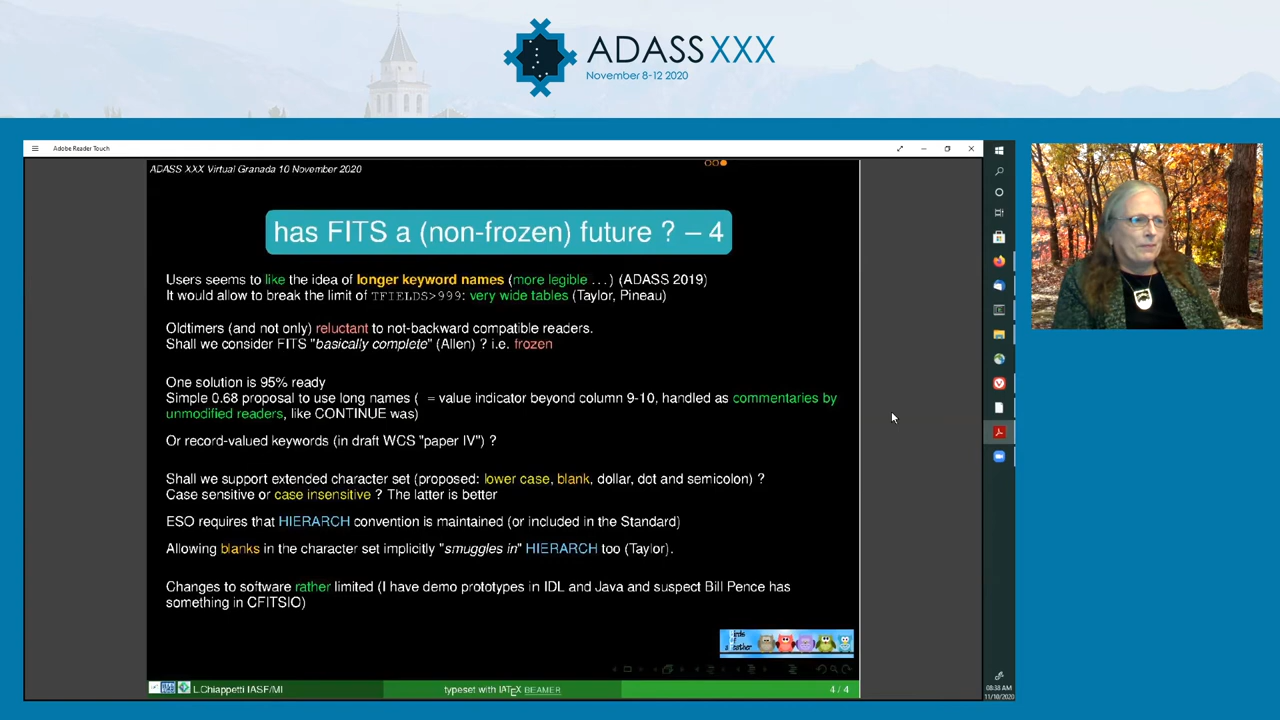 ADASS XXX
November 8-12 2020
Adobe Reader Touch
ADASS XXX Virtual Granada 10 November 2020
has FITS a (non-frozen) future ? – 4
Users seems to like the idea of longer keyword names (more legible ...) (ADASS 2019)
It would allow to break the limit of TFIELDS>999: very wide tables (Taylor, Pineau)
Oldtimers (and not only) reluctant to not-backward compatible readers.
Shall we consider FITS "basically complete" (Allen) ? i.e. frozen
One solution is 95% ready
Simple 0.68 proposal to use long names ( = value indicator beyond column 9-10, handled as commentaries by
unmodified readers, like CONTINUE was)
Or record-valued keywords (in draft WCS "paper IV") ?
Shall we support extended character set (proposed: lower case, blank, dollar, dot and semicolon) ?
Case sensitive or case insensitive ? The latter is better
ESO requires that HIERARCH convention is maintained (or included in the Standard)
Allowing blanks in the character set implicitly "smuggles in" HIERARCH too (Taylor).
Changes to software rather limited (I have demo prototypes in IDL and Java and suspect Bill Pence has
something in CFITSIO)
L.Chiappetti IASF/MI
typeset with LATEX BEAMER
4 / 4
08:38 AM
11/10/2020